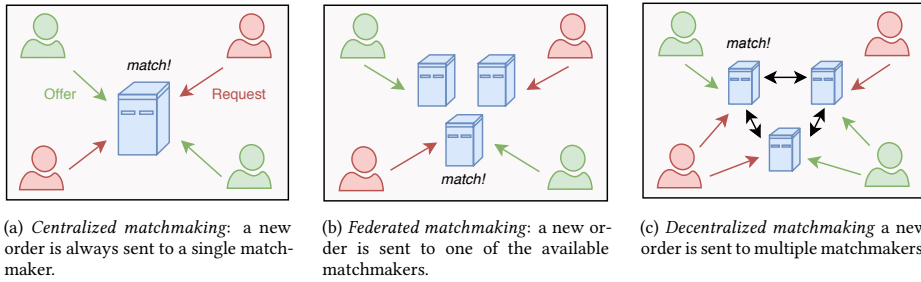 match!
Offer
Request
match!
match!
(a) Centralized matchmaking: a new
order is always sent to a single match-
maker.
(b) Federated matchmaking: a new or-
der is sent to one of the available
matchmakers.
(c) Decentralized matchmaking a new
order is sent to multiple matchmakers